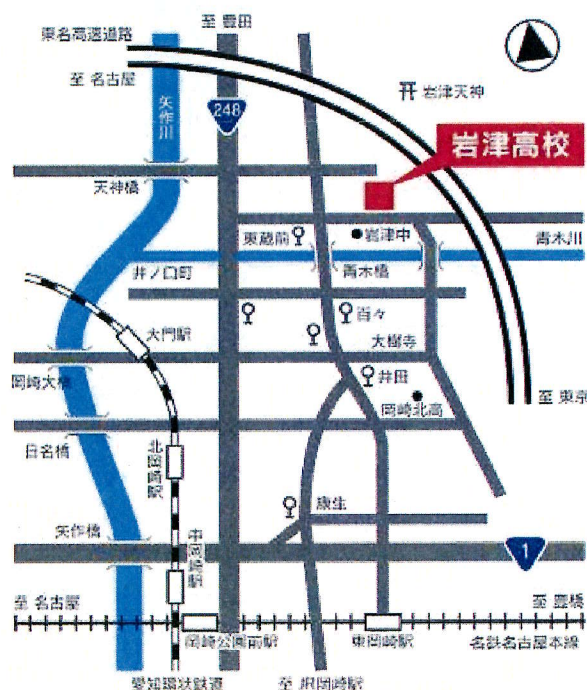 至 豊田
東名高速道路
至 名古屋
矢作川
248
岩津天神
岩津高校
天神橋
東蔵前
岩津中
青木川
井ノ口町
青木橋
百々
大門駅
大樹寺
岡崎大橋
井田
至 東京
岡崎北高
日名橋
北岡崎駅
康生
矢作橋
中岡崎駅
1
至 名古屋
至 豊橋
岡崎公園前駅
東岡崎駅
名鉄名古屋本線
愛知環状鉄道
至 JR岡崎駅